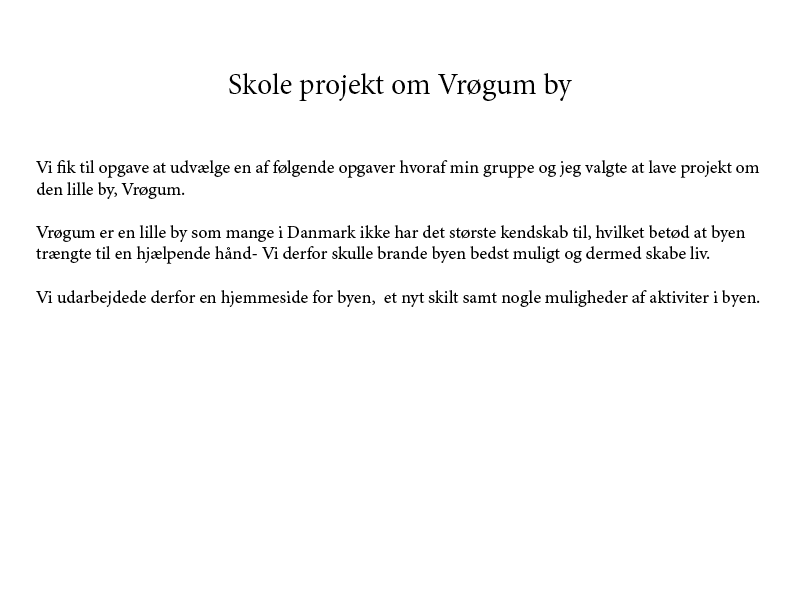 Skole projekt om Vrøgum by
Vi fik til opgave at udvælge en af følgende opgaver hvoraf min gruppe og jeg valgte at lave projekt om
den lille by, Vrøgum.
Vrøgum er en lille by som mange i Danmark ikke har det største kendskab til, hvilket betød at byen
trængte til en hjælpende hånd- Vi derfor skulle brande byen bedst muligt og dermed skabe liv.
Vi udarbejdede derfor en hjemmeside for byen,  et nyt skilt samt nogle muligheder af aktiviter i byen.